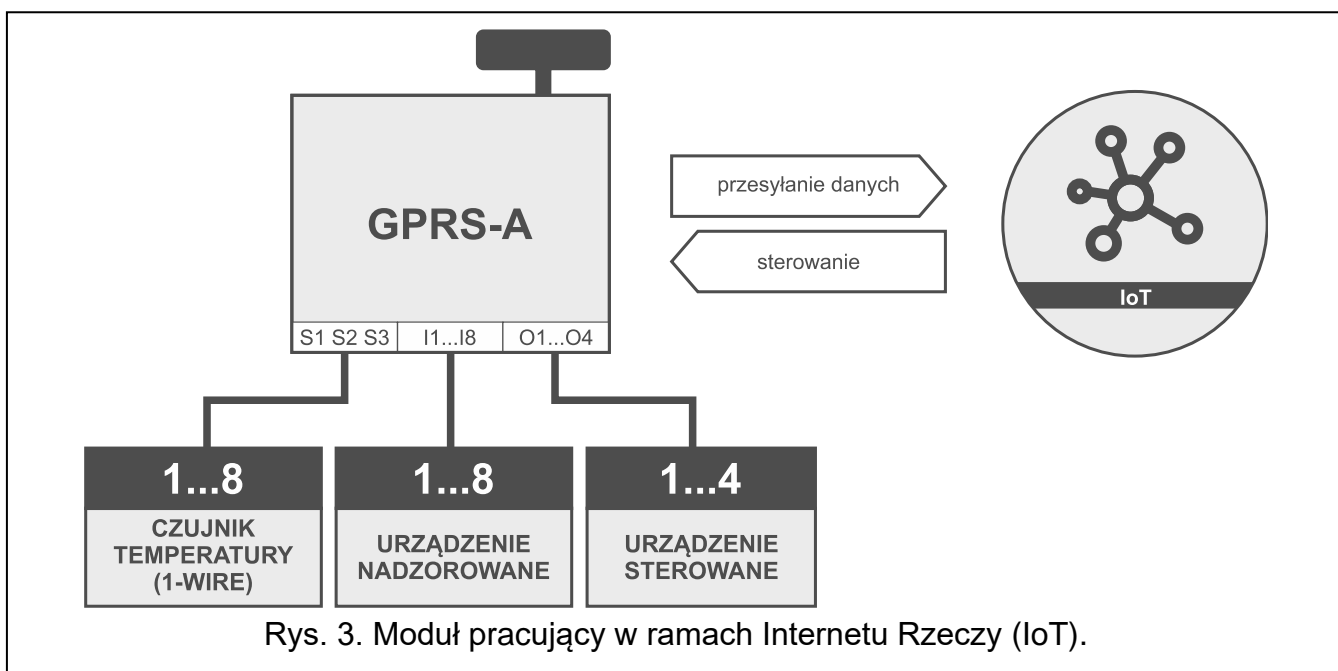 GPRS-A
S1 S2 S3
I1...I8
O1...O4
przesyłanie danych
sterowanie
IoT
1...8
CZUJNIK
TEMPERATURY
(1-WIRE)
1...8
URZĄDZENIE
NADZOROWANE
1...4
URZĄDZENIE
STEROWANE
Rys. 3. Moduł pracujący w ramach Internetu Rzeczy (IoT).